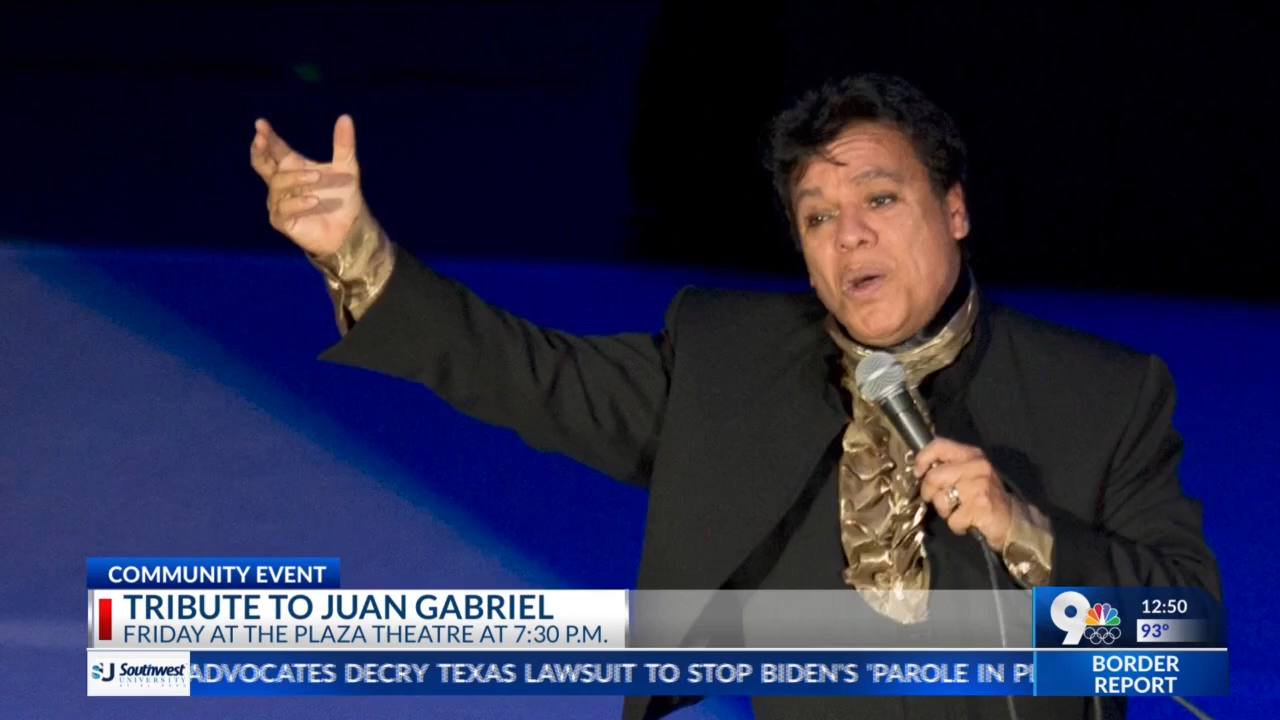 COMMUNITY EVENT
TRIBUTE TO JUAN GABRIEL
FRIDAY AT THE PLAZA THEATRE AT 7:30 P.M.
9
12:50
93°
Southwest
UNIVERSITY
ADVOCATES DECRY TEXAS LAWSUIT TO STOP BIDEN'S "PAROLE IN
BORDER
REPORT